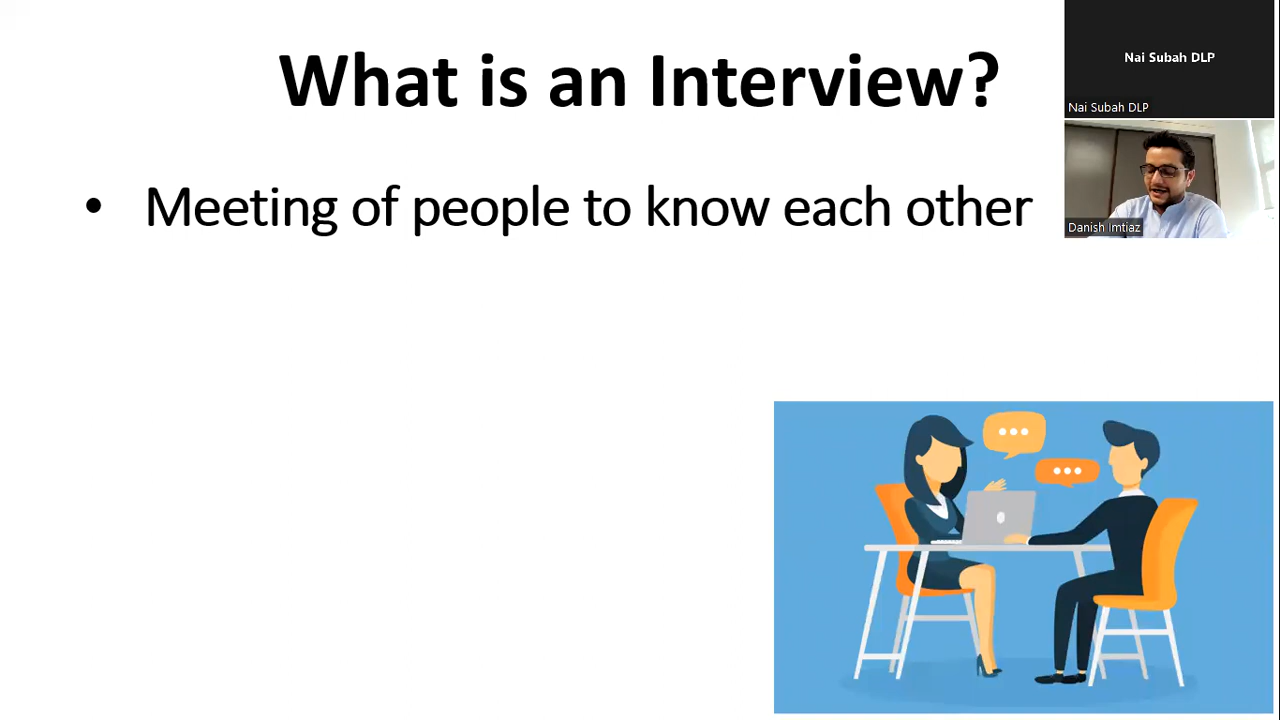 What is an Interview?
• Meeting of people to know each other
Nai Subah DLP
Nai Subah DLP
Danish Imtiaz